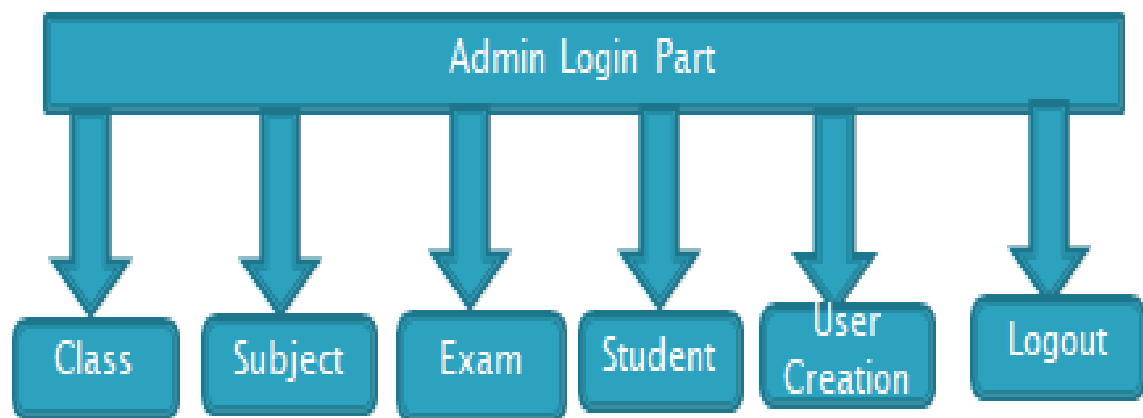 Admin Login Part
Class
Subject
Exam
Student
User
Creation
Logout